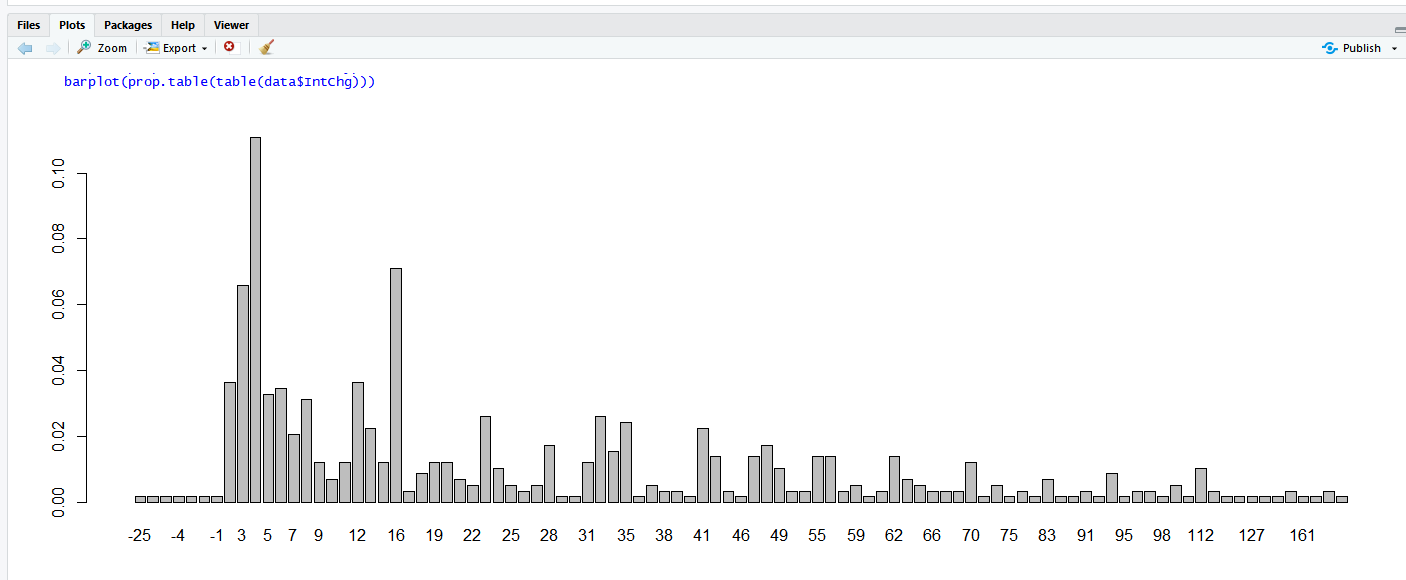 Files Plots Packages Help Viewer
Zoom Export Publish
barplot(prop.table(table(data$IntChg)))
0.10
0.08
0.06
0.04
0.02
0.00
-25 -4 -1 3 5 7 9 12 16 19 22 25 28 31 35 38 41 46 49 55 59 62 66 70 75 83 91 95 98 112 127 161